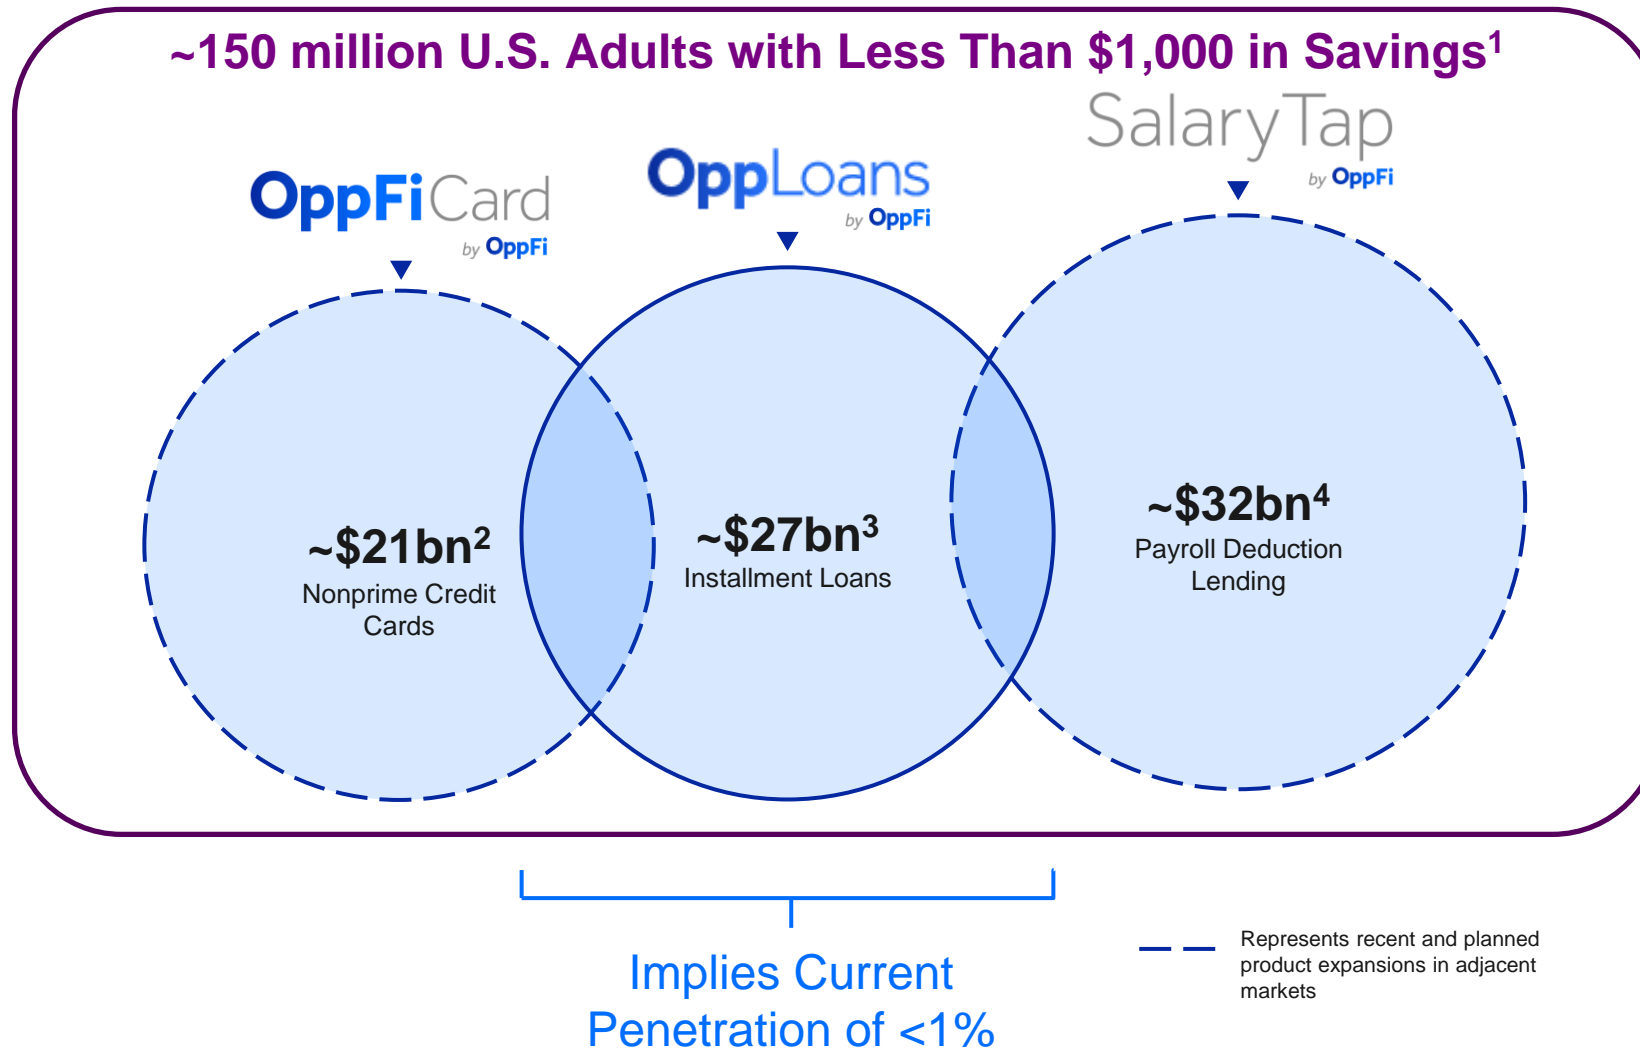 ~150 million U.S. Adults with Less Than $1,000 in Savings¹
OppFiCard
by OppFi
OppLoans
by OppFi
SalaryTap
by OppFi
~$21bn²
Nonprime Credit
Cards
~$27bn³
Installment Loans
~$32bn⁴
Payroll Deduction
Lending
Implies Current
Penetration of <1%
Represents recent and planned
product expansions in adjacent
markets